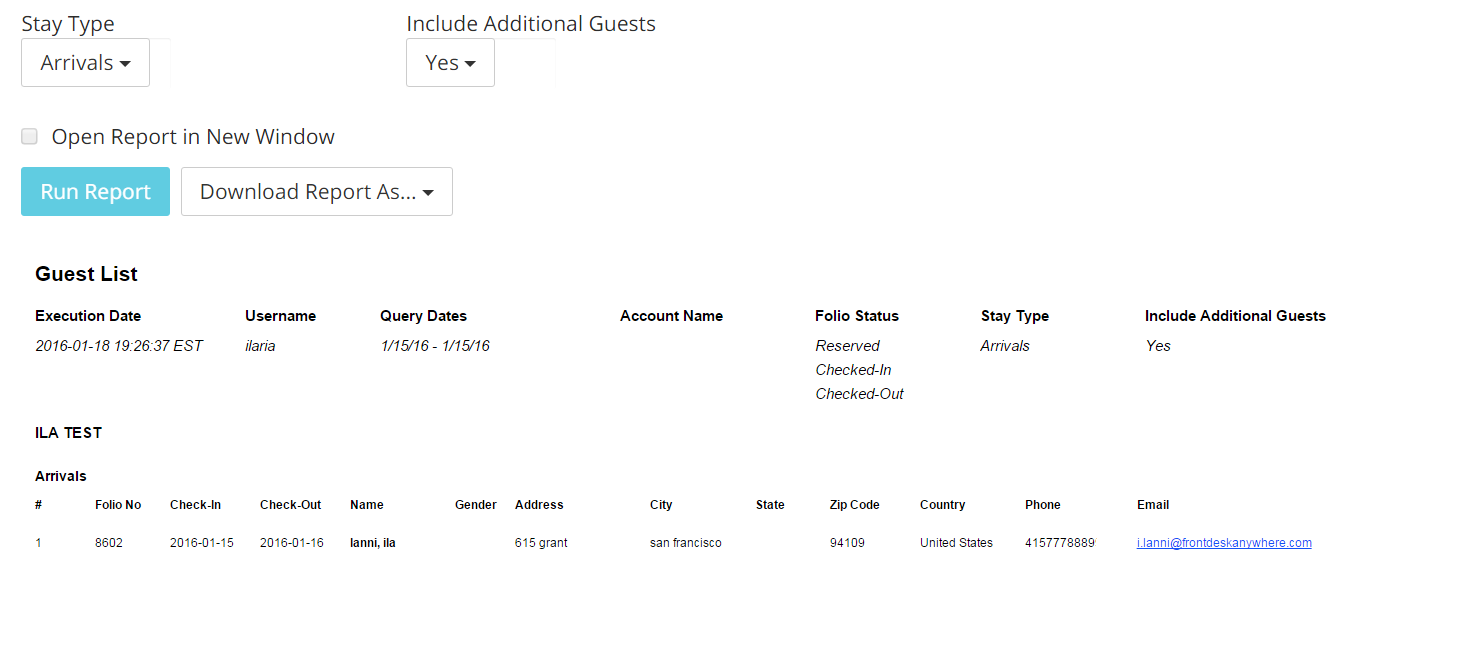 Stay Type Include Additional Guests
Arrivals Yes
Open Report in New Window
Run Report Download Report As...
Guest List
Execution Date Username Query Dates Account Name Folio Status Stay Type Include Additional Guests
2016-01-18 19:26:37 EST ilaria 1/15/16 - 1/15/16 Reserved Arrivals Yes
Checked-In
Checked-Out
ILA TEST
Arrivals
# Folio No Check-In Check-Out Name Gender Address City State Zip Code Country Phone Email
1 8602 2016-01-15 2016-01-16 Ianni, ila 615 grant san francisco 94109 United States 4157778889 i.Ianni@frontdeskanywhere.com